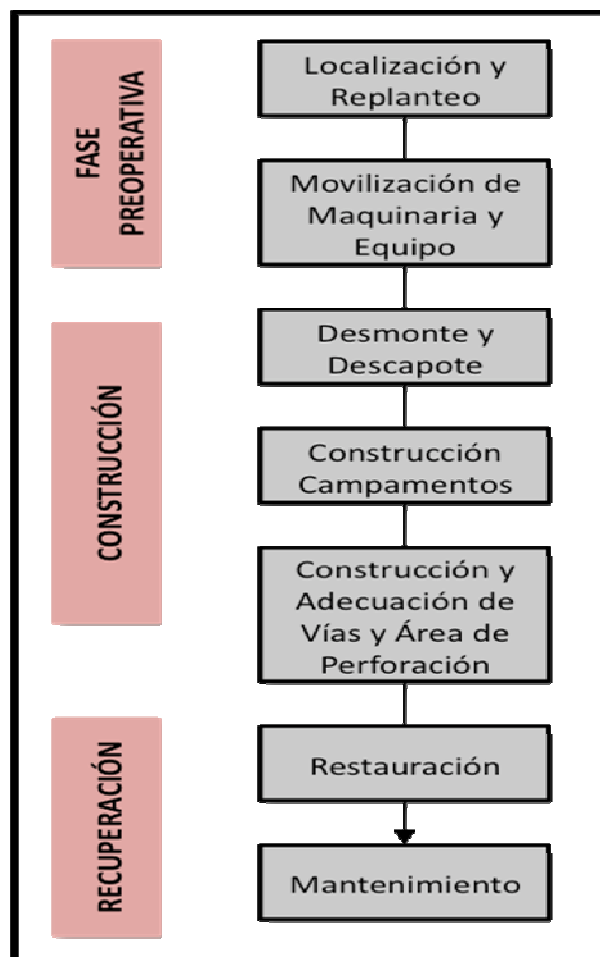 FASE
PREOPERATIVA
Localización y
Replanteo
Movilización de
Maquinaria y
Equipo
CONSTRUCCIÓN
Desmonte y
Descapote
Construcción
Campamentos
Construcción y
Adecuación de
Vías y Área de
Perforación
RECUPERACIÓN
Restauración
Mantenimiento